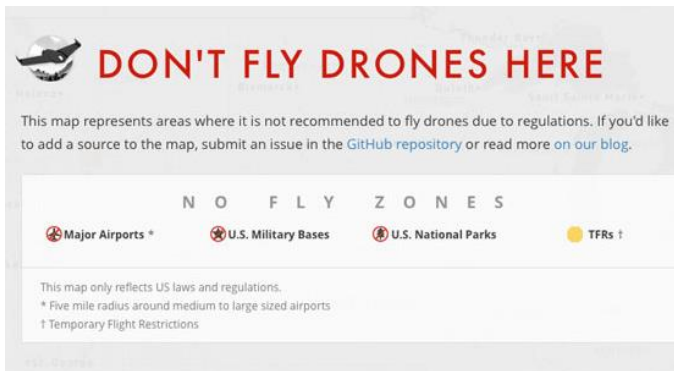 DON'T FLY DRONES HERE
This map represents areas where it is not recommended to fly drones due to regulations. If you'd like
to add a source to the map, submit an issue in the GitHub repository or read more on our blog.
NO FLY ZONES
Major Airports * U.S. Military Bases U.S. National Parks TFRs †
This map only reflects US laws and regulations.
* Five mile radius around medium to large sized airports
† Temporary Flight Restrictions